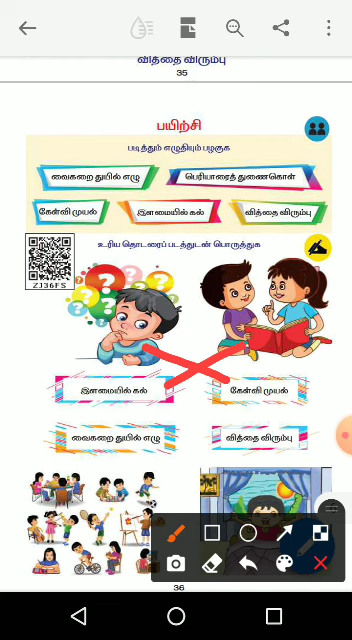 வித்தை விரும்பு
35
பயிற்சி
படித்தும் எழுதியும் பழகுக
வைகறை துயில் எழு
பெரியாரைத் துணைகொள்
கேள்வி முயல்
இளமையில் கல்
வித்தை விரும்பு
உரிய தொடரைப் படத்துடன் பொருத்துக
ZJ36FS
? ? ? ?
இளமையில் கல்
கேள்வி முயல்
வைகறை துயில் எழு
வித்தை விரும்பு
36